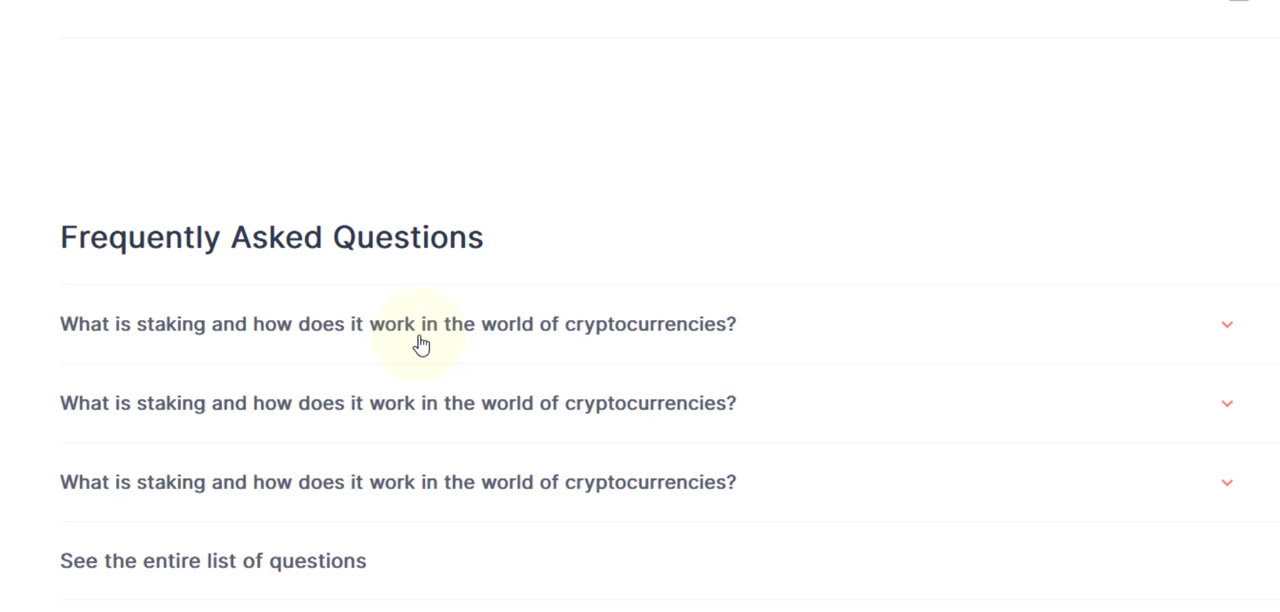 Frequently Asked Questions
What is staking and how does it work in the world of cryptocurrencies?
What is staking and how does it work in the world of cryptocurrencies?
What is staking and how does it work in the world of cryptocurrencies?
See the entire list of questions